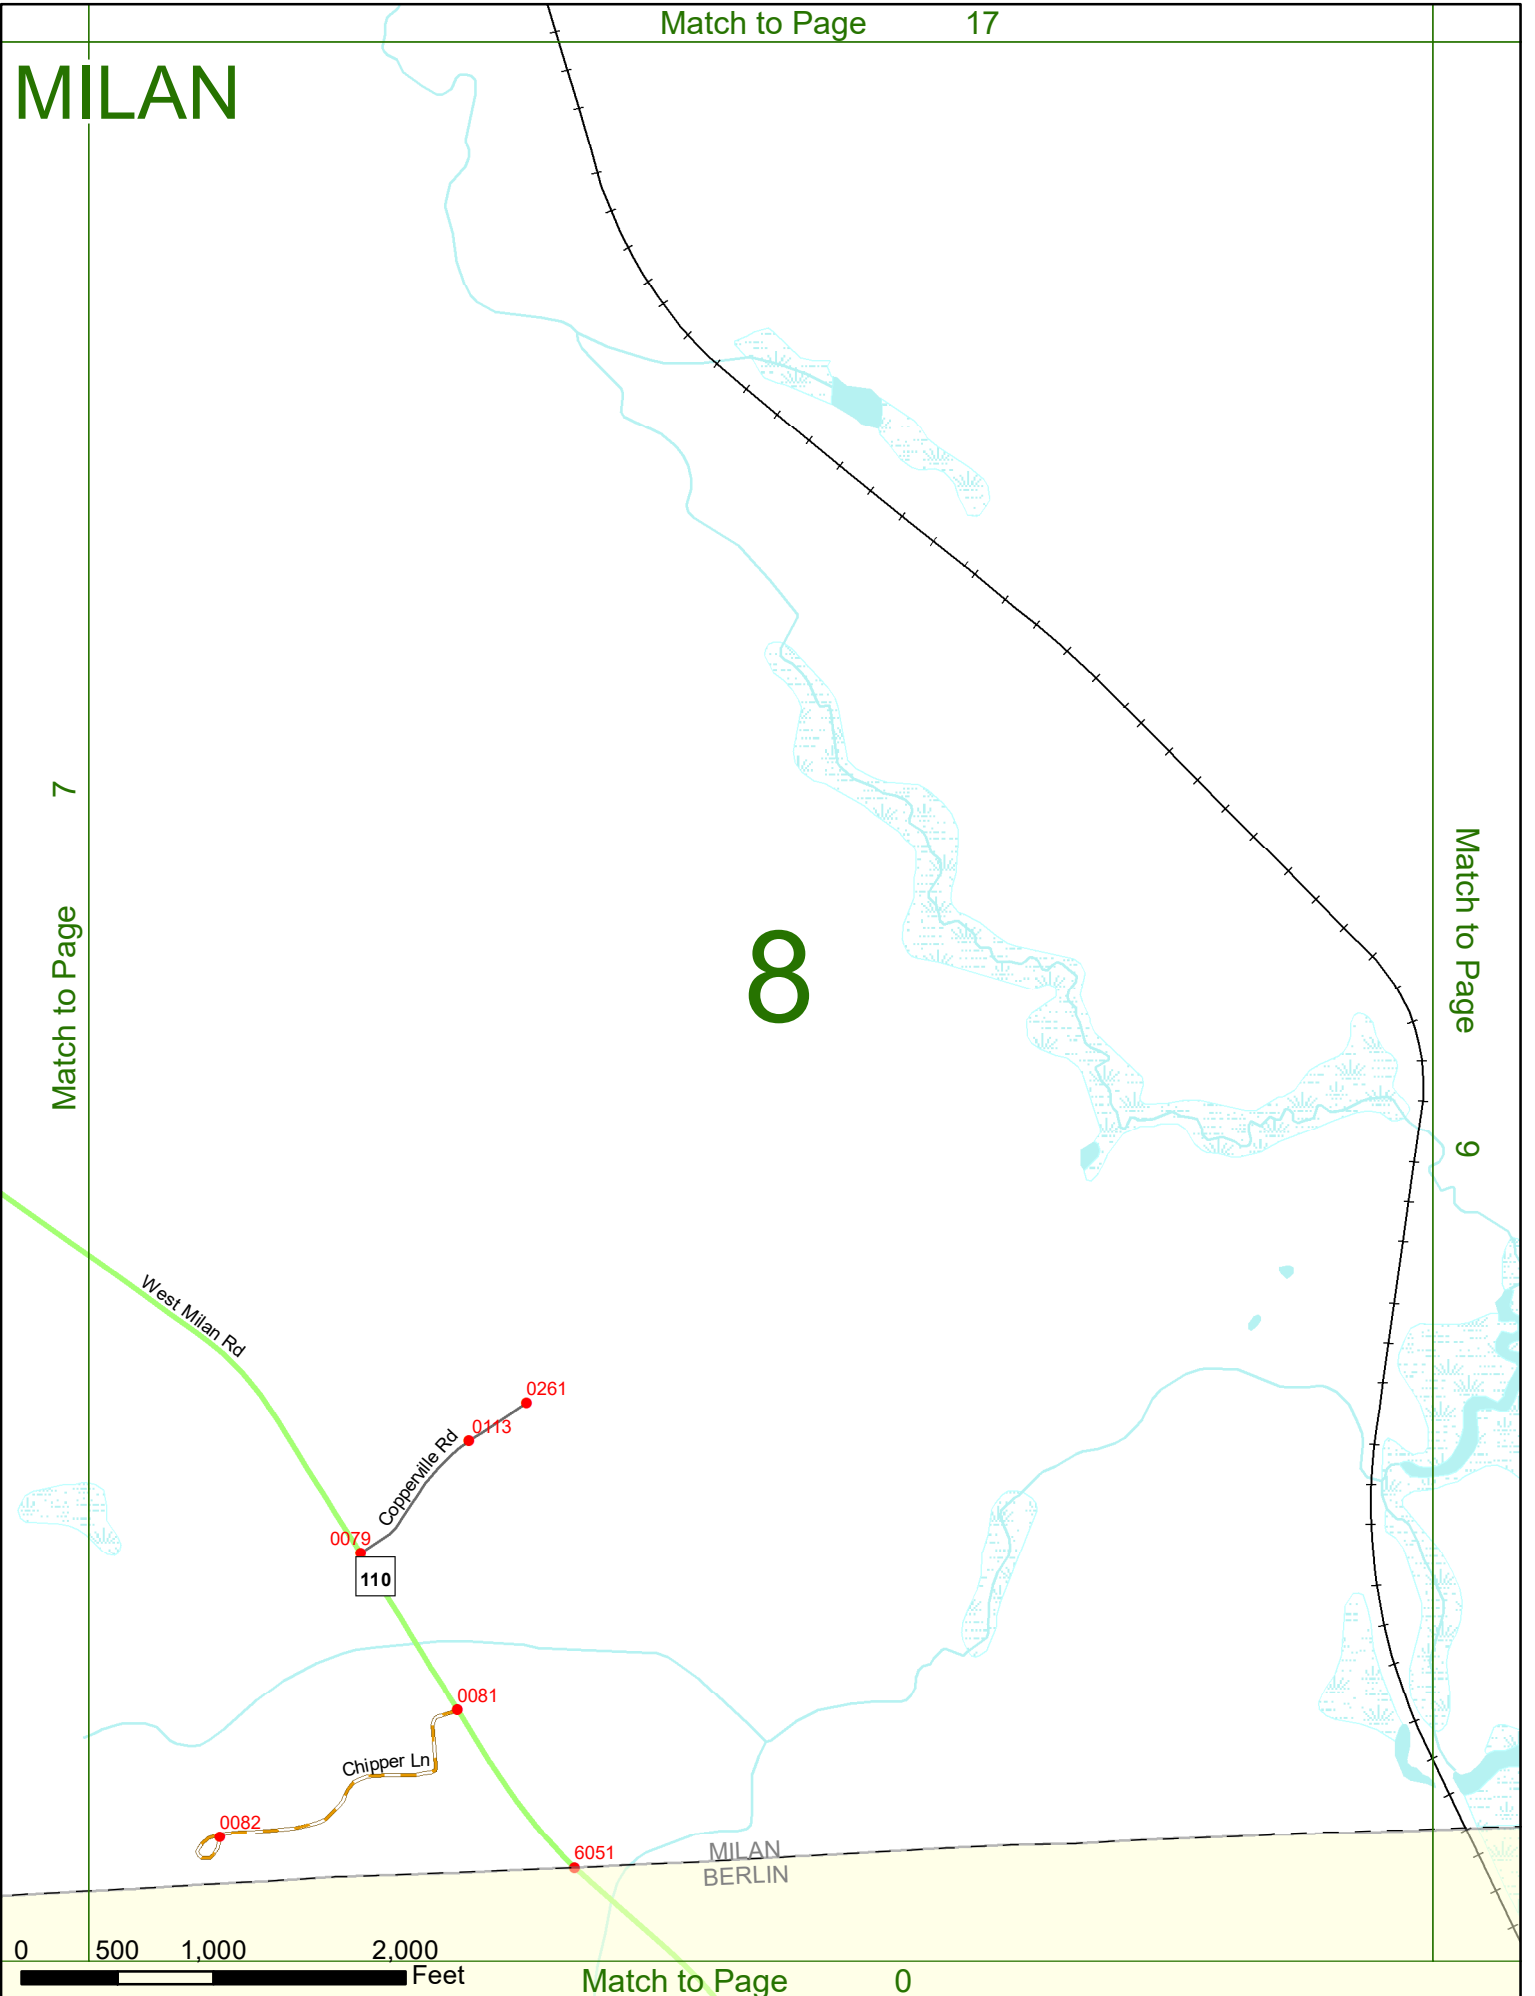 Match to Page 17
MILAN
Match to Page 7
8
Match to Page 9
West Milan Rd
0261
0113
Copperville Rd
0079
110
0081
Chipper Ln
0082
6051
MILAN
BERLIN
0 500 1,000 2,000
Feet
Match to Page 0